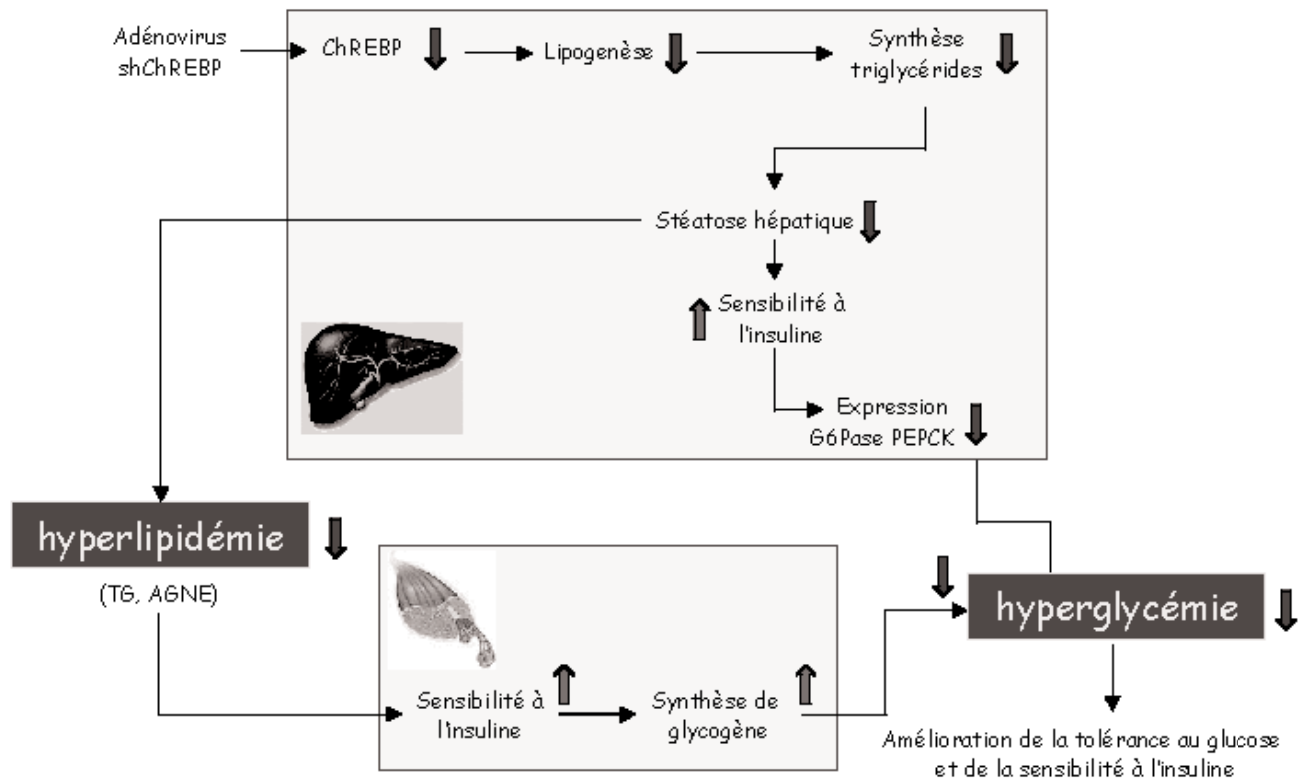 Adénovirus
shChREBP
ChREBP
Lipogenèse
Synthèse
triglycérides
Stéatose hépatique
Sensibilité à
l'insuline
Expression
G6Pase PEPCK
hyperlipidémie
(TG, AGNE)
Sensibilité à
l'insuline
Synthèse de
glycogène
hyperglycémie
Amélioration de la tolérance au glucose
et de la sensibilité à l'insuline